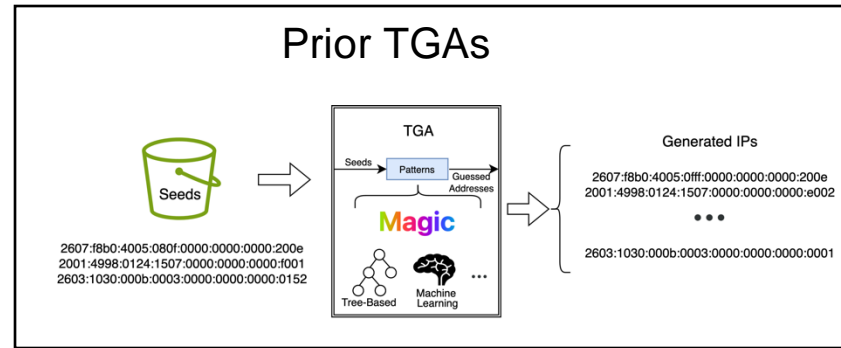 Prior TGAs
Seeds
2607:f8b0:4005:080f:0000:0000:0000:200e
2001:4998:0124:1507:0000:0000:0000:f001
2603:1030:000b:0003:0000:0000:0000:0152
TGA
Seeds
Patterns
Guessed
Addresses
Magic
Tree-Based
Machine
Learning
...
Generated IPs
2607:f8b0:4005:0fff:0000:0000:0000:200e
2001:4998:0124:1507:0000:0000:0000:e002
•••
2603:1030:000b:0003:0000:0000:0000:0001